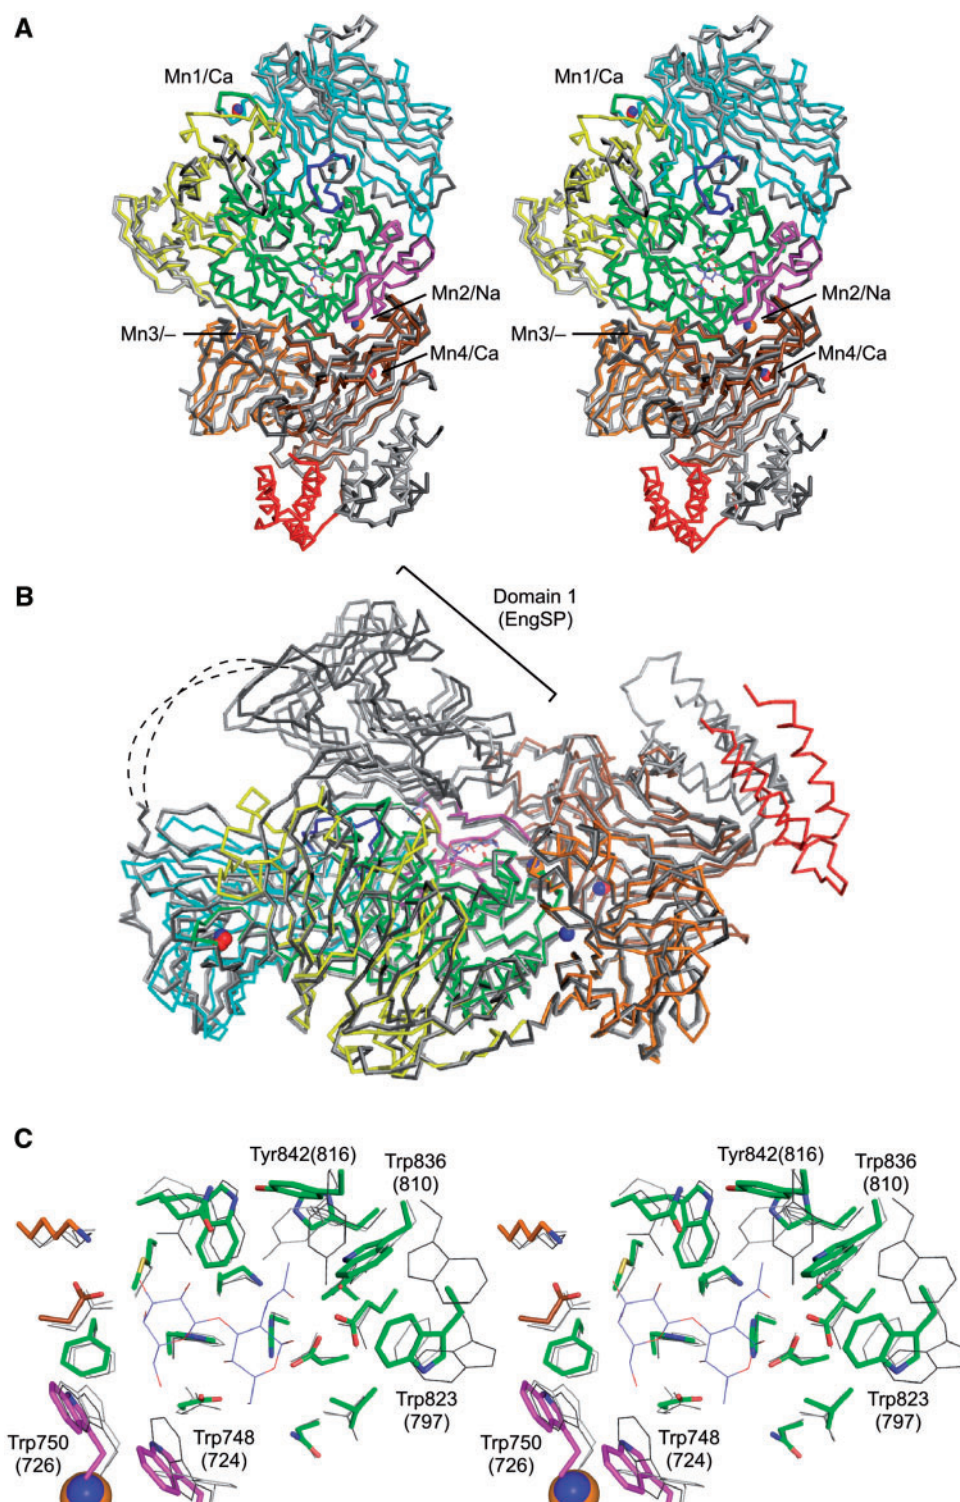 A
Mn1/Ca
Mn1/Ca
Mn2/Na
Mn2/Na
Mn3/–
Mn3/–
Mn4/Ca
Mn4/Ca
B
Domain 1
(EngSP)
C
Tyr842(816)
Trp836
(810)
Tyr842(816)
Trp836
(810)
Trp823
(797)
Trp823
(797)
Trp750
(726)
Trp748
(724)
Trp750
(726)
Trp748
(724)